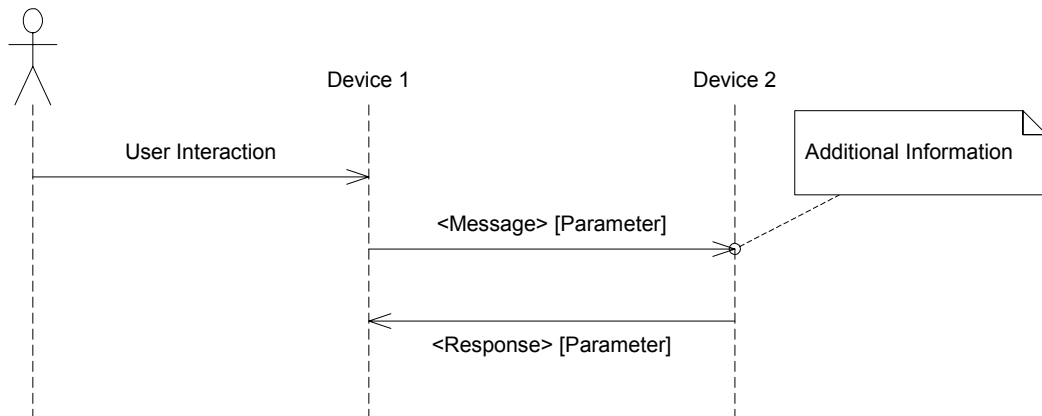 Device 1
Device 2
User Interaction
Additional Information
<Message> [Parameter]
<Response> [Parameter]